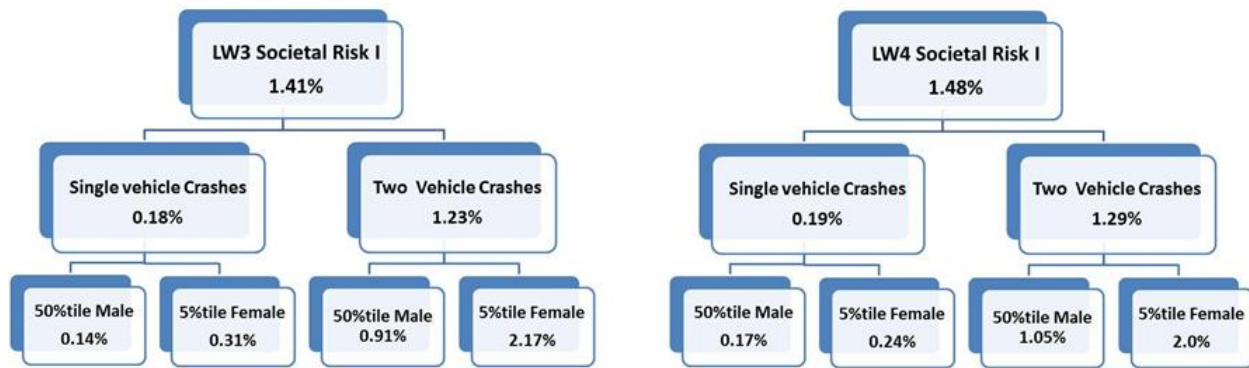 LW3 Societal Risk I
1.41%
Single vehicle Crashes
0.18%
Two Vehicle Crashes
1.23%
50%tile Male
0.14%
5%tile Female
0.31%
50%tile Male
0.91%
5%tile Female
2.17%
LW4 Societal Risk I
1.48%
Single vehicle Crashes
0.19%
Two Vehicle Crashes
1.29%
50%tile Male
0.17%
5%tile Female
0.24%
50%tile Male
1.05%
5%tile Female
2.0%